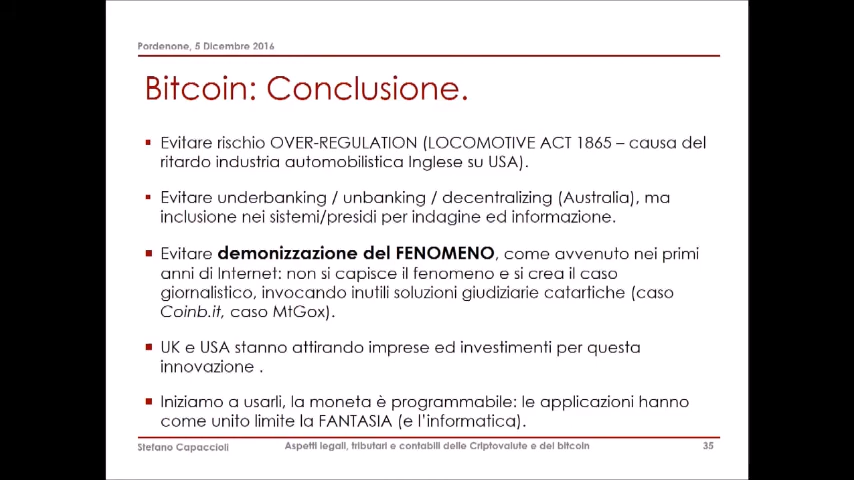 Pordenone, 5 Dicembre 2016
Bitcoin: Conclusione.
▪ Evitare rischio OVER-REGULATION (LOCOMOTIVE ACT 1865 – causa del
ritardo industria automobilistica Inglese su USA).
▪ Evitare underbanking / unbanking / decentralizing (Australia), ma
inclusione nei sistemi/presidi per indagine ed informazione.
▪ Evitare demonizzazione del FENOMENO, come avvenuto nei primi
anni di Internet: non si capisce il fenomeno e si crea il caso
giornalistico, invocando inutili soluzioni giudiziarie catartiche (caso
Coinb.it, caso MtGox).
▪ UK e USA stanno attirando imprese ed investimenti per questa
innovazione .
▪ Iniziamo a usarli, la moneta è programmabile: le applicazioni hanno
come unito limite la FANTASIA (e l'informatica).
Stefano Capaccioli
Aspetti legali, tributari e contabili delle Criptovalute e del bitcoin
35